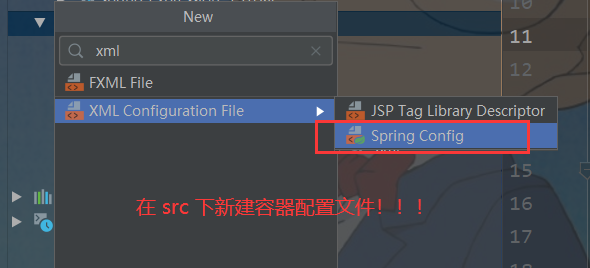 New
xml
FXML File
XML Configuration File
JSP Tag Library Descriptor
Spring Config
在 src 下新建容器配置文件！！！
10
11
12
15
16
17
18